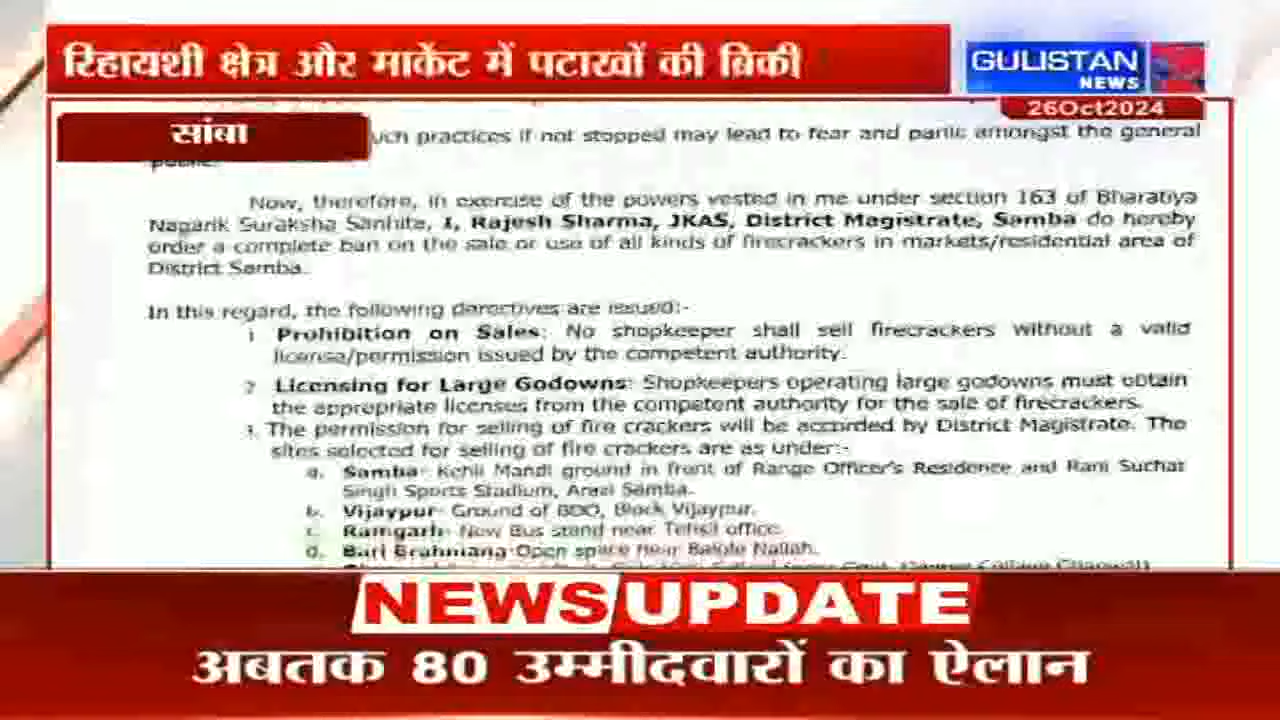 रिहायशी क्षेत्र और मार्केट में पटाखों की बिक्री
GULISTAN
NEWS
26Oct2024
सांबा
uch practices if not stopped may lead to fear and panic amongst the general
public.
Now, therefore, in exercise of the powers vested in me under section 163 of Bharatiya
Nagarik Suraksha Sanhita, I, Rajesh Sharma, JKAS, District Magistrate, Samba do hereby
order a complete ban on the sale or use of all kinds of firecrackers in markets/residential area of
District Samba.
In this regard, the following derectives are issued:-
1 Prohibition on Sales: No shopkeeper shall sell firecrackers without a valid
license/permission issued by the competent authority.
2 Licensing for Large Godowns: Shopkeepers operating large godowns must obtain
the appropriate licenses from the competent authority for the sale of firecrackers.
3. The permission for selling of fire crackers will be accorded by District Magistrate. The
sites selected for selling of fire crackers are as under:-
a. Samba- Kehli Mandi ground in front of Range Officer's Residence and Rani Suchat
Singh Sports Stadium, Arazi Samba.
b. Vijaypur- Ground of BDO, Block Vijaypur.
c. Ramgarh- New Bus stand near Tehsil office.
d. Bari Brahmana-Open space near Balole Nallah.
NEWS UPDATE
अबतक 80 उम्मीदवारों का ऐलान